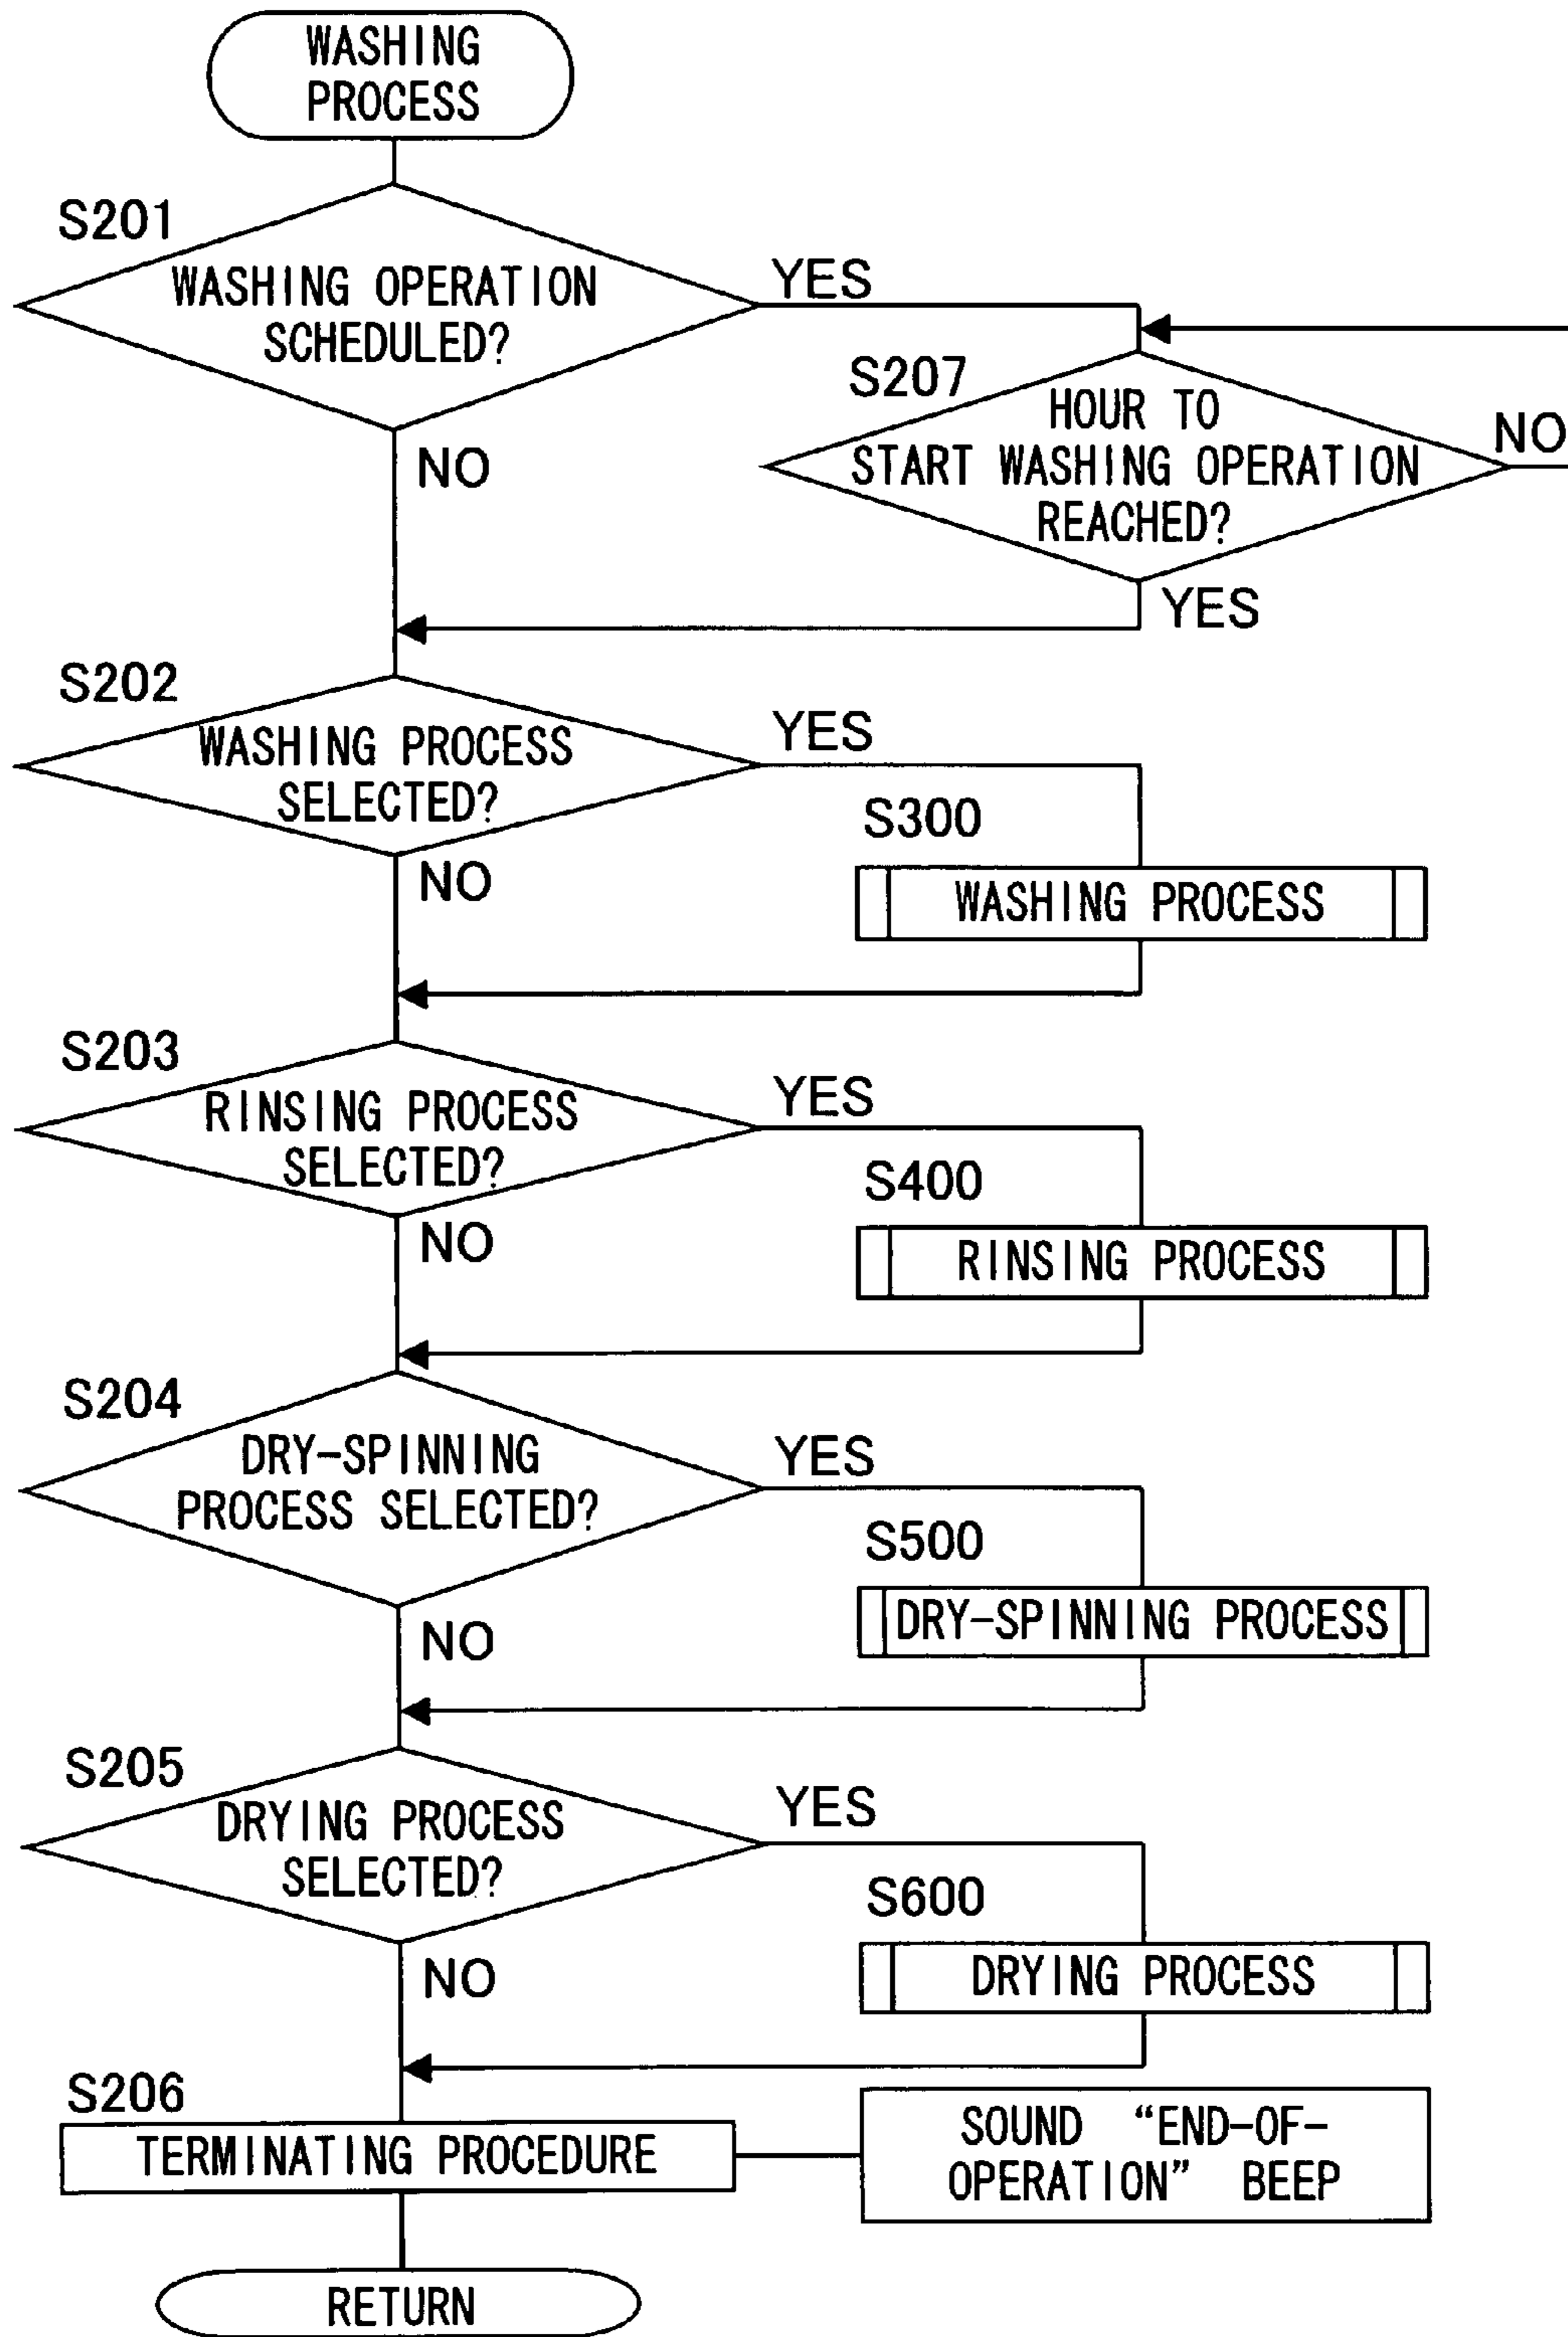 WASHING
PROCESS
S201
WASHING OPERATION
SCHEDULED?
YES
NO
S207
HOUR TO
START WASHING OPERATION
REACHED?
NO
YES
S202
WASHING PROCESS
SELECTED?
YES
NO
S300
WASHING PROCESS
S203
RINSING PROCESS
SELECTED?
YES
NO
S400
RINSING PROCESS
S204
DRY-SPINNING
PROCESS SELECTED?
YES
NO
S500
DRY-SPINNING PROCESS
S205
DRYING PROCESS
SELECTED?
YES
NO
S600
DRYING PROCESS
S206
TERMINATING PROCEDURE
SOUND “END-OF-
OPERATION” BEEP
RETURN